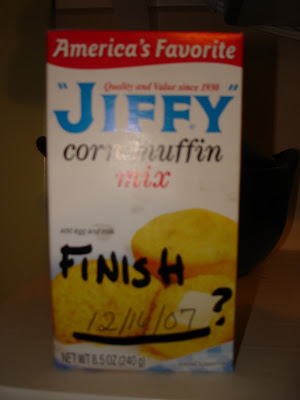 America's Favorite
Quality and Value since 1930
"JIFFY"
corn muffin
mix
add egg and milk
FINISH
12/14/07?
NET WT 8.5 OZ (240g)